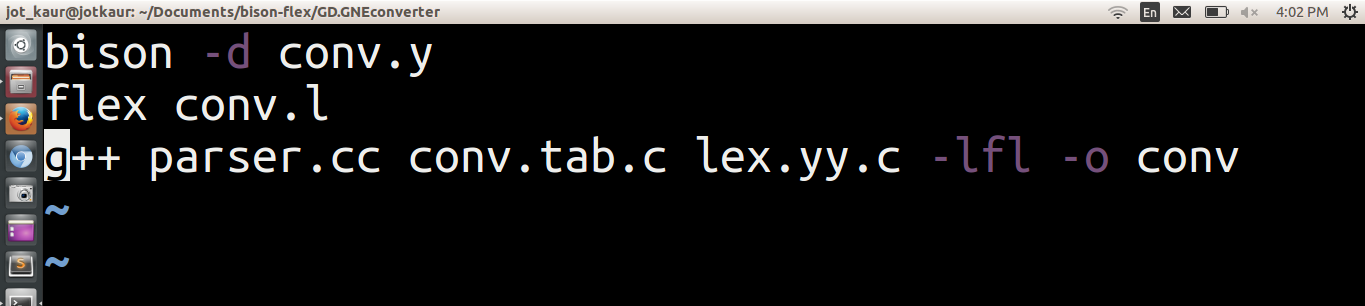 jot_kaur@jotkaur: ~/Documents/bison-flex/GD.GNEconverter En 4:02 PM
bison -d conv.y
flex conv.l
g++ parser.cc conv.tab.c lex.yy.c -lfl -o conv
~
~